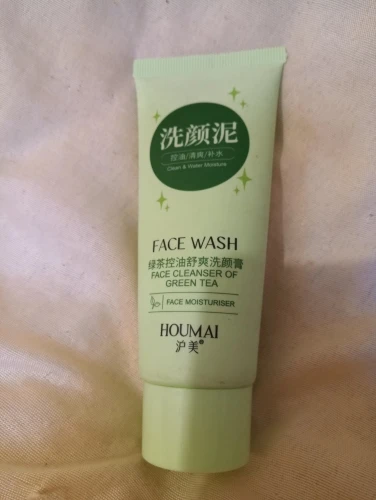 洗颜泥
控油/清爽/补水
Clean & Water Moisture
FACE WASH
绿茶控油舒爽洗颜膏
FACE CLEANSER OF
GREEN TEA
FACE MOISTURISER
HOUMAI
沪美®